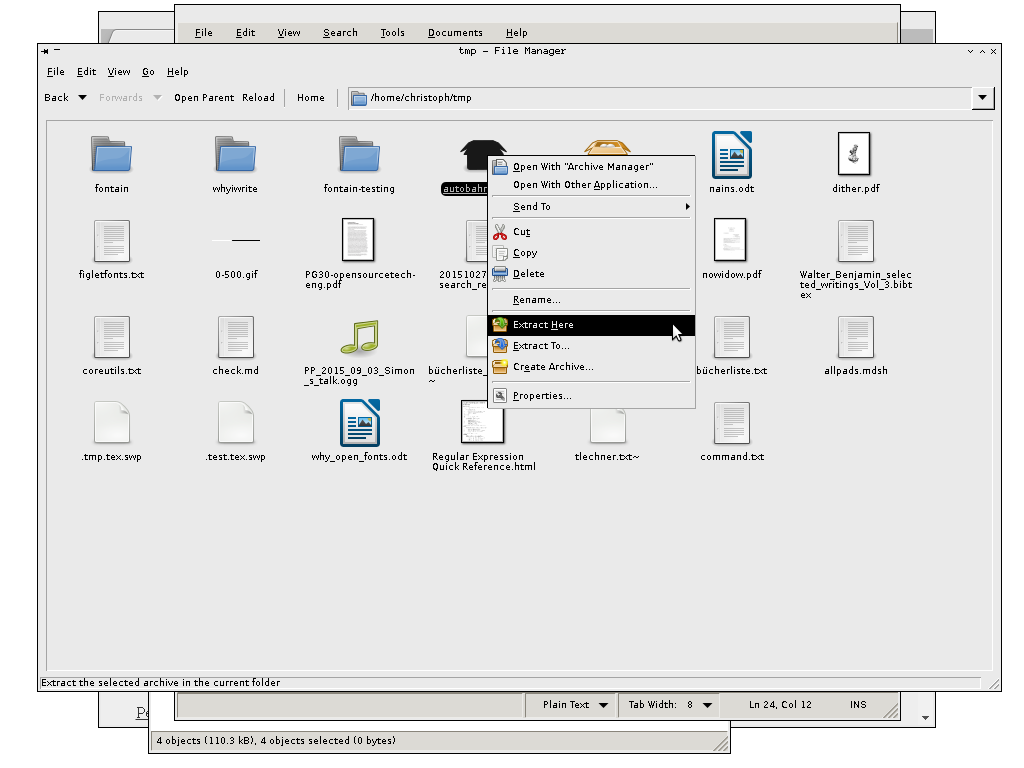 File Edit View Search Tools Documents Help
tmp - File Manager
File Edit View Go Help
Back Forwards Open Parent Reload Home /home/christoph/tmp
fontain
whyiwrite
fontain-testing
nains.odt
dither.pdf
Open With "Archive Manager"
Open With Other Application...
Send To
Cut
Copy
Delete
Rename...
Extract Here
Extract To...
Create Archive...
Properties...
figletfonts.txt
0-500.gif
PG30-opensourcetech-
eng.pdf
20151027
search_re
nowidow.pdf
Walter_Benjamin_selec
ted_writings_Vol_3.bibt
ex
coreutils.txt
check.md
PP_2015_09_03_Simon
_s_talk.ogg
bücherliste_
~
bücherliste.txt
allpads.mdsh
.tmp.tex.swp
.test.tex.swp
why_open_fonts.odt
Regular Expression
Quick Reference.html
tlechner.txt~
command.txt
Extract the selected archive in the current folder
Plain Text Tab Width: 8 Ln 24, Col 12 INS
4 objects (110.3 kB), 4 objects selected (0 bytes)